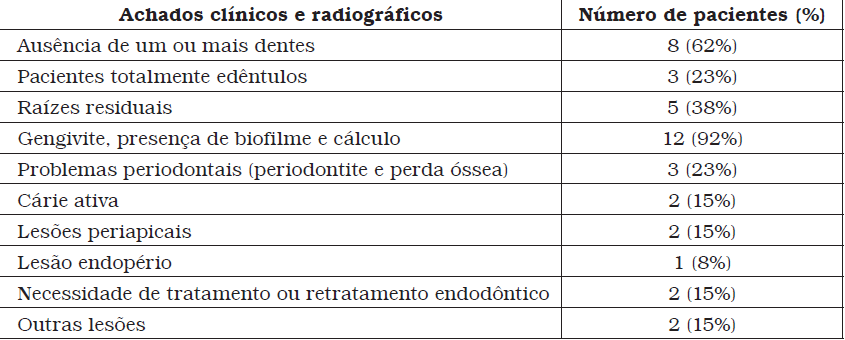 Achados clínicos e radiográficos Número de pacientes (%)
Ausência de um ou mais dentes 8 (62%)
Pacientes totalmente edêntulos 3 (23%)
Raízes residuais 5 (38%)
Gengivite, presença de biofilme e cálculo 12 (92%)
Problemas periodontais (periodontite e perda óssea) 3 (23%)
Cárie ativa 2 (15%)
Lesões periapicais 2 (15%)
Lesão endopério 1 (8%)
Necessidade de tratamento ou retratamento endodôntico 2 (15%)
Outras lesões 2 (15%)